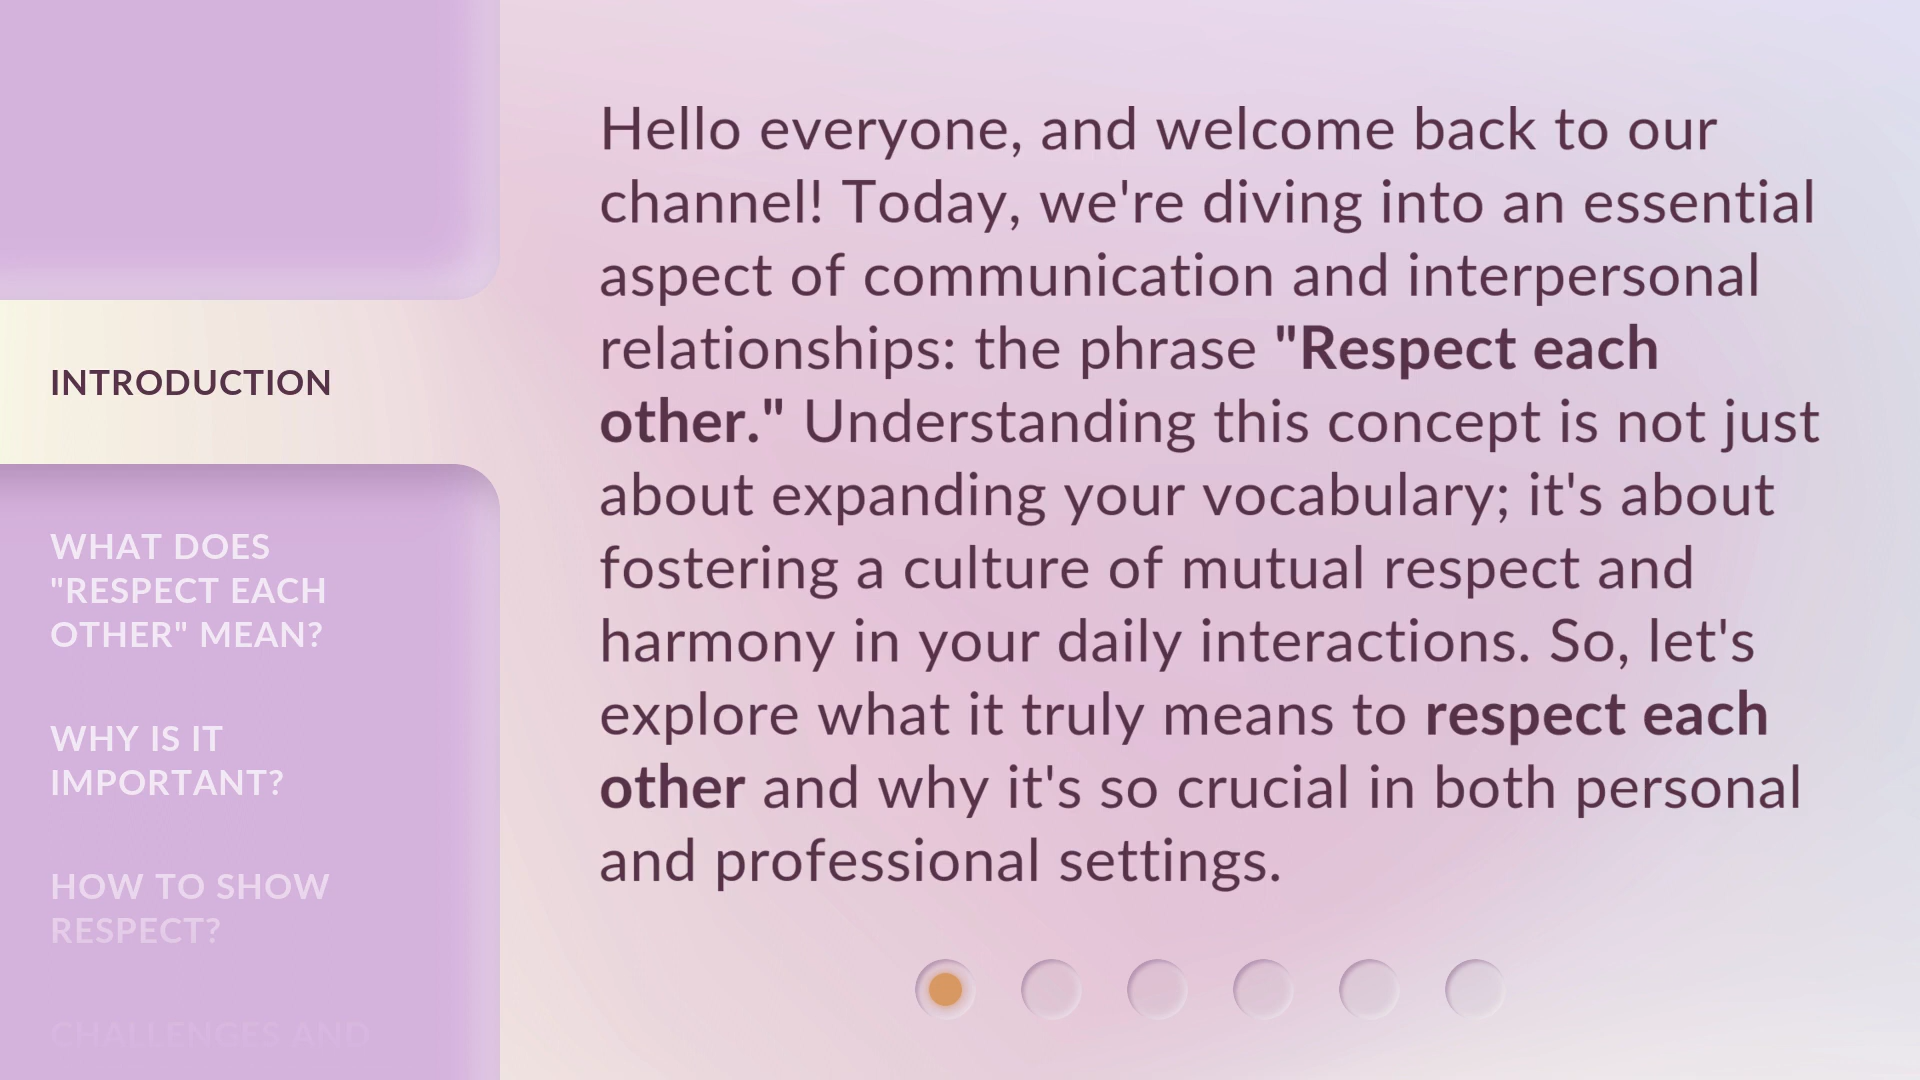 INTRODUCTION
WHAT DOES
"RESPECT EACH
OTHER" MEAN?
WHY IS IT
IMPORTANT?
HOW TO SHOW
RESPECT?
CHALLENGES AND
Hello everyone, and welcome back to our
channel! Today, we're diving into an essential
aspect of communication and interpersonal
relationships: the phrase "Respect each
other." Understanding this concept is not just
about expanding your vocabulary; it's about
fostering a culture of mutual respect and
harmony in your daily interactions. So, let's
explore what it truly means to respect each
other and why it's so crucial in both personal
and professional settings.